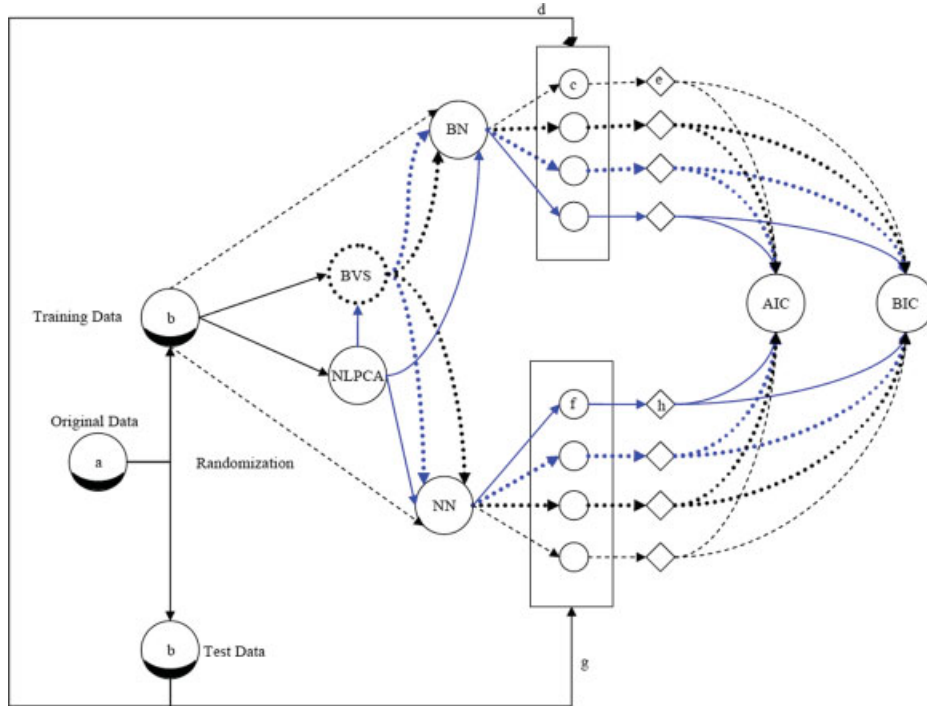 d
c
e
BN
BVS
Training Data
b
AIC
BIC
NLPCA
f
h
Original Data
a
Randomization
NN
b
Test Data
g